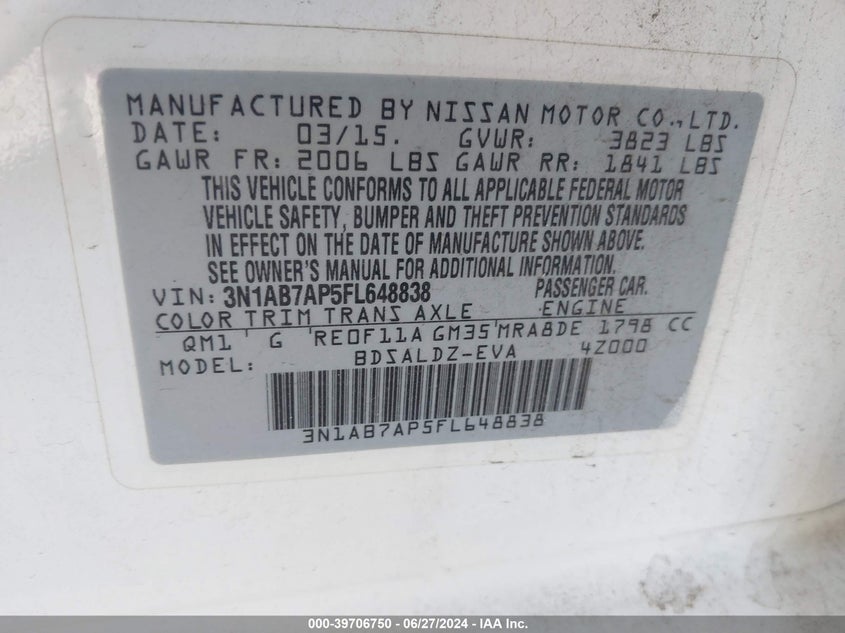 MANUFACTURED BY NISSAN MOTOR CO.,LTD.
DATE: 03/15. GVWR: 3823 LBS
GAWR FR: 2006 LBS GAWR RR: 1841 LBS
THIS VEHICLE CONFORMS TO ALL APPLICABLE FEDERAL MOTOR
VEHICLE SAFETY, BUMPER AND THEFT PREVENTION STANDARDS
IN EFFECT ON THE DATE OF MANUFACTURE SHOWN ABOVE.
SEE OWNER'S MANUAL FOR ADDITIONAL INFORMATION.
VIN: 3N1AB7AP5FL648838 PASSENGER CAR.
COLOR TRIM TRANS AXLE ENGINE
QM1 G RE0F11A GM35 MRA8DE 1798 CC
MODEL: BDSALDZ-EVA 4Z000
3N1AB7AP5FL648838
000-39706750 | 06/27/2024 - IAA Inc.